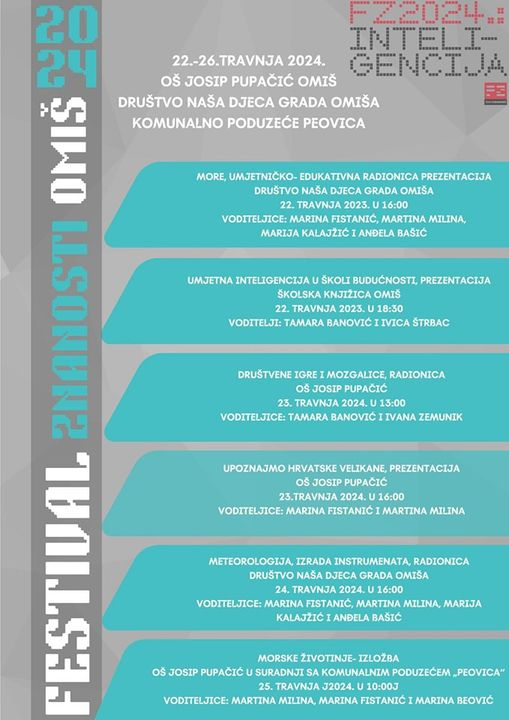 FESTIVAL ZNANOSTI OMIŠ 2024
FZ2024.:
INTELI-
GENCIJA
22.-26.TRAVNJA 2024.
OŠ JOSIP PUPAČIĆ OMIŠ
DRUŠTVO NAŠA DJECA GRADA OMIŠA
KOMUNALNO PODUZEĆE PEOVICA
MORE, UMJETNIČKO- EDUKATIVNA RADIONICA PREZENTACIJA
DRUŠTVO NAŠA DJECA GRADA OMIŠA
22. TRAVNJA 2023. U 16:00
VODITELJICE: MARINA FISTANIĆ, MARTINA MILINA,
MARIJA KALAJŽIĆ I ANĐELA BAŠIĆ
UMJETNA INTELIGENCIJA U ŠKOLI BUDUĆNOSTI, PREZENTACIJA
ŠKOLSKA KNJIŽICA OMIŠ
22. TRAVNJA 2023. U 18:30
VODITELJI: TAMARA BANOVIĆ I IVICA ŠTRBAC
DRUŠTVENE IGRE I MOZGALICE, RADIONICA
OŠ JOSIP PUPAČIĆ
23. TRAVNJA 2024. U 13:00
VODITELJICE: TAMARA BANOVIĆ I IVANA ZEMUNIK
UPOZNAJMO HRVATSKE VELIKANE, PREZENTACIJA
OŠ JOSIP PUPAČIĆ
23.TRAVNJA 2024. U 16:00
VODITELJICE: MARINA FISTANIĆ I MARTINA MILINA
METEOROLOGIJA, IZRADA INSTRUMENATA, RADIONICA
DRUŠTVO NAŠA DJECA GRADA OMIŠA
24. TRAVNJA 2024. U 16:00
VODITELJICE: MARINA FISTANIĆ, MARTINA MILINA, MARIJA
KALAJŽIĆ I ANĐELA BAŠIĆ
MORSKE ŽIVOTINJE- IZLOŽBA
OŠ JOSIP PUPAČIĆ U SURADNJI SA KOMUNALNIM PODUZEĆEM „PEOVICA“
25. TRAVNJA J2024. U 10:00J
VODITELJICE: MARTINA MILINA, MARINA FISTANIĆ I MARINA BEOVIĆ